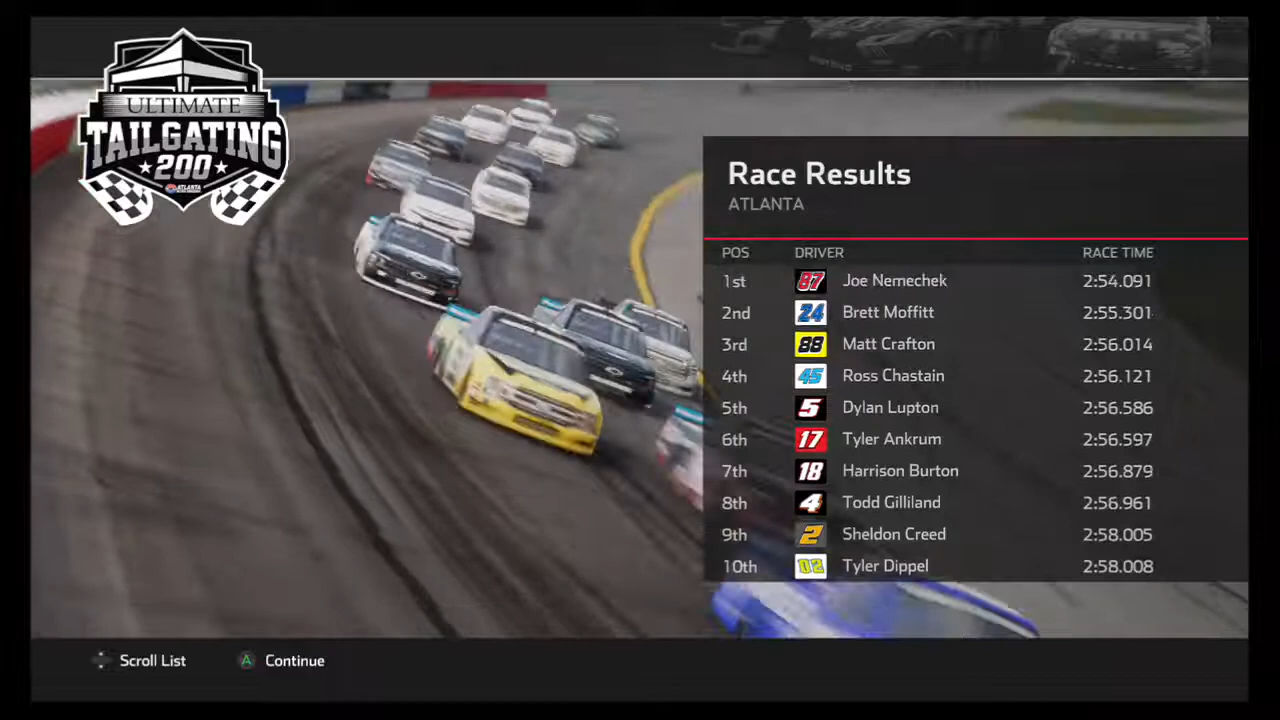 ULTIMATE
TAILGATING
200
ATLANTA
Race Results
ATLANTA
POS DRIVER RACE TIME
1st 87 Joe Nemechek 2:54.091
2nd 24 Brett Moffitt 2:55.301
3rd 88 Matt Crafton 2:56.014
4th 45 Ross Chastain 2:56.121
5th 5 Dylan Lupton 2:56.586
6th 17 Tyler Ankrum 2:56.597
7th 18 Harrison Burton 2:56.879
8th 4 Todd Gilliland 2:56.961
9th 2 Sheldon Creed 2:58.005
10th 02 Tyler Dippel 2:58.008
Scroll List A Continue